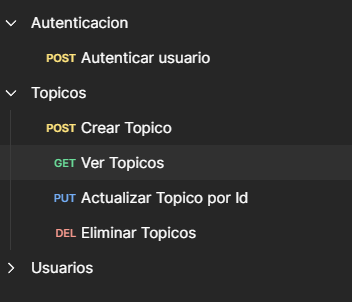 Autenticacion
POST Autenticar usuario
Topicos
POST Crear Topico
GET Ver Topicos
PUT Actualizar Topico por Id
DEL Eliminar Topicos
Usuarios